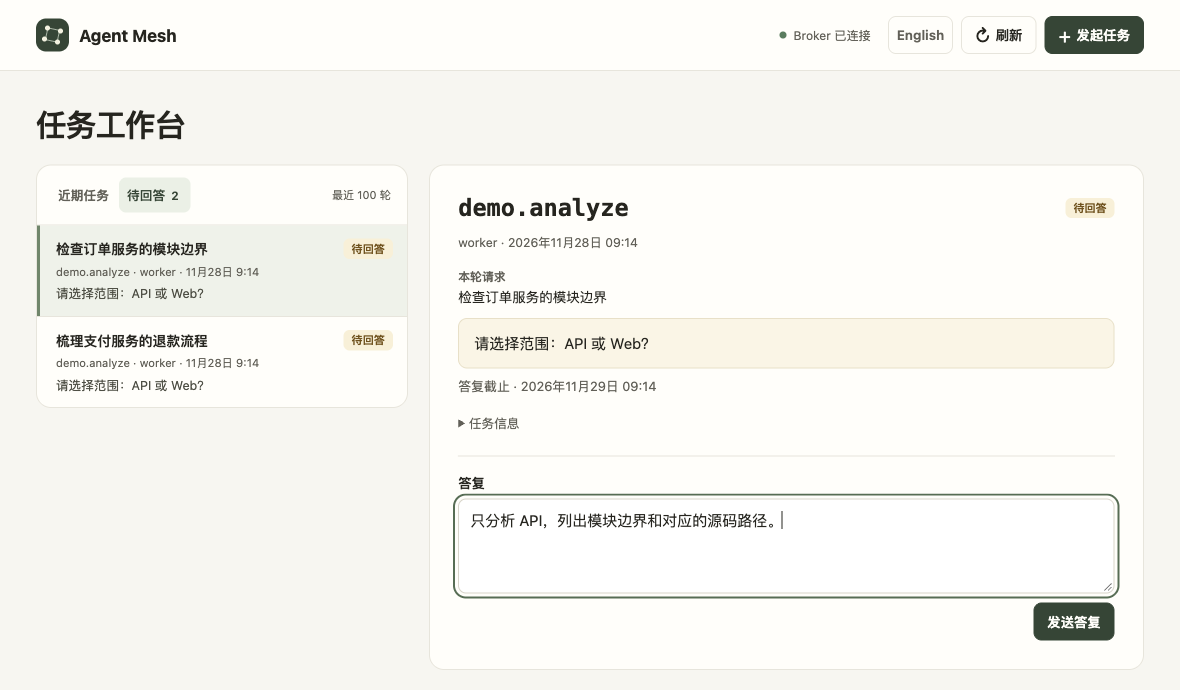 Agent Mesh
Broker 已连接
English
刷新
+ 发起任务
任务工作台
近期任务
待回答 2
最近 100 轮
检查订单服务的模块边界
待回答
demo.analyze · worker · 11月28日 9:14
请选择范围：API 或 Web?
梳理支付服务的退款流程
待回答
demo.analyze · worker · 11月28日 9:14
请选择范围：API 或 Web?
demo.analyze
待回答
worker · 2026年11月28日 09:14
本轮请求
检查订单服务的模块边界
请选择范围：API 或 Web?
答复截止 · 2026年11月29日 09:14
任务信息
答复
只分析 API，列出模块边界和对应的源码路径。
发送答复